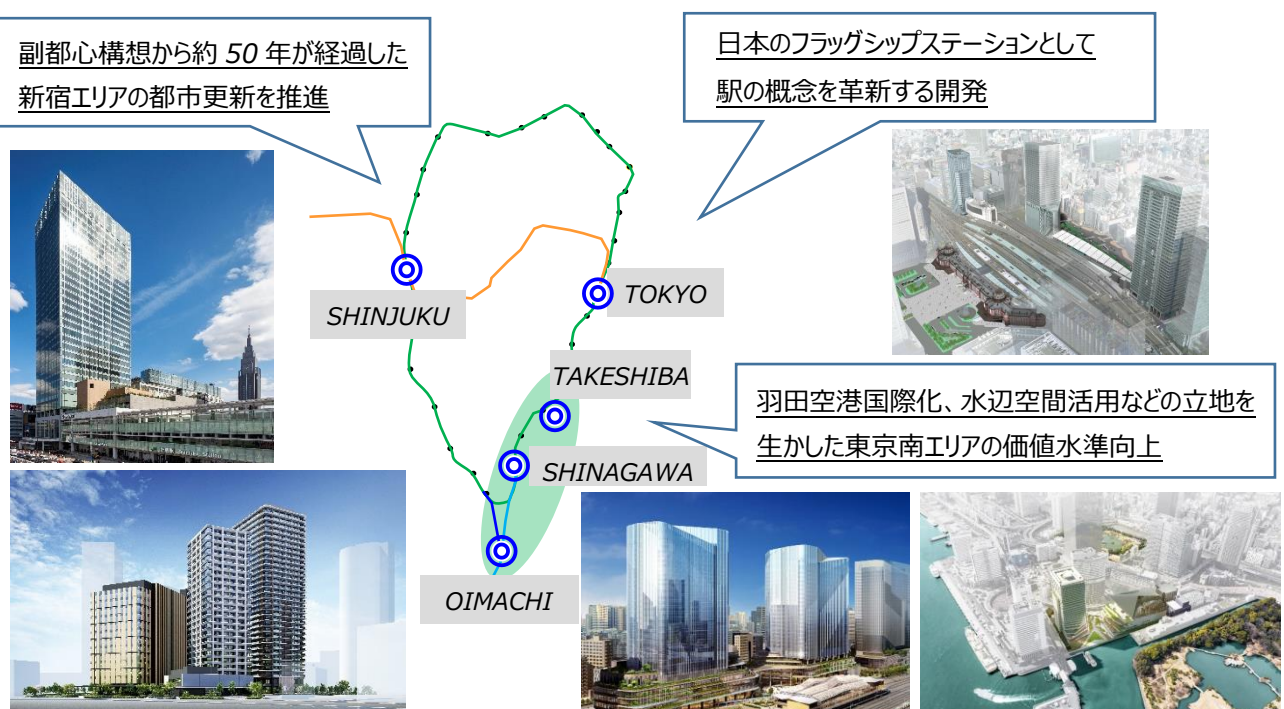 副都心構想から約 50 年が経過した
新宿エリアの都市更新を推進
日本のフラッグシップステーションとして
駅の概念を革新する開発
SHINJUKU
TOKYO
TAKESHIBA
羽田空港国際化、水辺空間活用などの立地を
生かした東京南エリアの価値水準向上
SHINAGAWA
OIMACHI